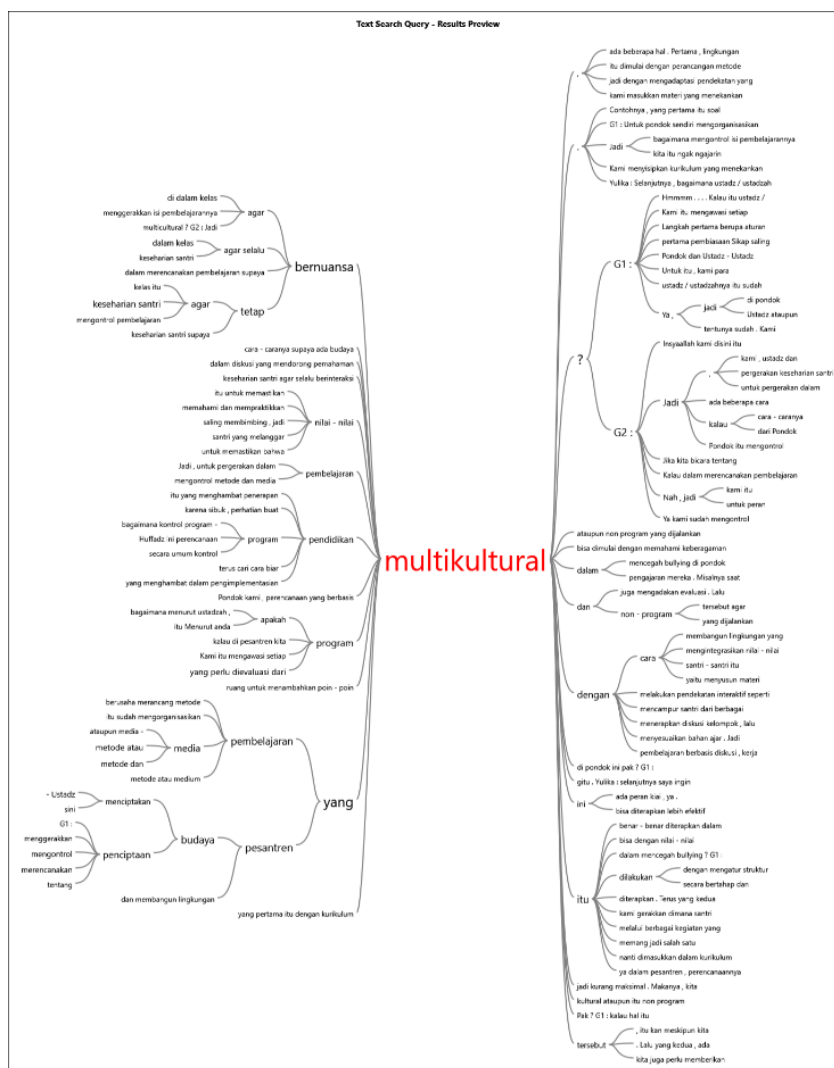 Text Search Query - Results Preview
di dalam kelas
menggerakkan isi pembelajarannya
multicultural ? G2 : Jadi
agar
dalam kelas
keseharian santri
agar selalu
dalam merencanakan pembelajaran supaya
kelas itu
keseharian santri
mengontrol pembelajaran
agar
keseharian santri supaya
tetap
bernuansa
cara - caranya supaya ada budaya
dalam diskusi yang mendorong pemahaman
keseharian santri agar selalu berinteraksi
itu untuk memastikan
memahami dan mempraktikkan
saling membimbing , jadi
santri yang melanggar
untuk memastikan bahwa
nilai - nilai
Jadi , untuk pergerakan dalam
mengontrol metode dan media
pembelajaran
itu yang menghambat penerapan
karena sibuk , perhatian buat
bagaimana kontrol program -
Huffadz ini perencanaan
secara umum kontrol
program
terus cari cara biar
yang menghambat dalam pengimplementasian
pendidikan
Pondok kami , perencanaan yang berbasis
bagaimana menurut ustadzah ,
itu Menurut anda
apakah
kalau di pesantren kita
Kami itu mengawasi setiap
yang perlu dievaluasi dari
program
ruang untuk menambahkan poin - poin
berusaha merancang metode
itu sudah mengorganisasikan
ataupun media -
metode atau
metode dan
media
metode atau medium
pembelajaran
- Ustadz
sini
menciptakan
G1 :
menggerakkan
mengontrol
merencanakan
tentang
penciptaan
budaya
dan membangun lingkungan
pesantren
yang
yang pertama itu dengan kurikulum
multikultural
,
ada beberapa hal . Pertama , lingkungan
itu dimulai dengan perancangan metode
jadi dengan mengadaptasi pendekatan yang
kami masukkan materi yang menekankan
.
Contohnya , yang pertama itu soal
G1 : Untuk pondok sendiri mengorganisasikan
Jadi
bagaimana mengontrol isi pembelajarannya
kita itu ngak ngajarin
Kami menyisipkan kurikulum yang menekankan
Yulika : Selanjutnya , bagaimana ustadz / ustadzah
?
G1 :
Hmmmm . . . . Kalau itu ustadz /
Kami itu mengawasi setiap
Langkah pertama berupa aturan
pertama pembiasaan Sikap saling
Pondok dan Ustadz - Ustadz
Untuk itu , kami para
ustadz / ustadzahnya itu sudah
Ya ,
jadi
di pondok
Ustadz ataupun
tentunya sudah . Kami
G2 :
Insyaallah kami disini itu
Jadi
,
kami , ustadz dan
pergerakan keseharian santri
untuk pergerakan dalam
ada beberapa cara
kalau
cara - caranya
dari Pondok
Pondok itu mengontrol
Jika kita bicara tentang
Kalau dalam merencanakan pembelajaran
Nah , jadi
kami itu
untuk peran
Ya kami sudah mengontrol
ataupun non program yang dijalankan
bisa dimulai dengan memahami keberagaman
dalam
mencegah bullying di pondok
pengajaran mereka . Misalnya saat
dan
juga mengadakan evaluasi . Lalu
non - program
tersebut agar
yang dijalankan
dengan
cara
membangun lingkungan yang
mengintegrasikan nilai - nilai
santri - santri itu
yaitu menyusun materi
melakukan pendekatan interaktif seperti
mencampur santri dari berbagai
menerapkan diskusi kelompok , lalu
menyesuaikan bahan ajar . Jadi
pembelajaran berbasis diskusi , kerja
di pondok ini pak ? G1 :
gitu . Yulika : selanjutnya saya ingin
ini
ada peran kiai , ya .
bisa diterapkan lebih efektif
itu
benar - benar diterapkan dalam
bisa dengan nilai - nilai
dalam mencegah bullying ? G1 :
dilakukan
dengan mengatur struktur
secara bertahap dan
diterapkan . Terus yang kedua
kami gerakkan dimana santri
melalui berbagai kegiatan yang
memang jadi salah satu
nanti dimasukkan dalam kurikulum
ya dalam pesantren , perencanaannya
jadi kurang maksimal . Makanya , kita
kultural ataupun itu non program
Pak ? G1 : kalau hal itu
tersebut
, itu kan meskipun kita
. Lalu yang kedua , ada
kita juga perlu memberikan